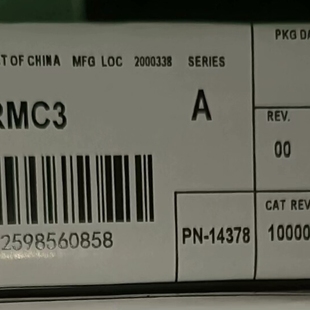 T OF CHINA MFG LOC 2000338 SERIES
PKG DA
RMC3
A
REV.
00
2598560858
PN-14378
CAT REV
10000